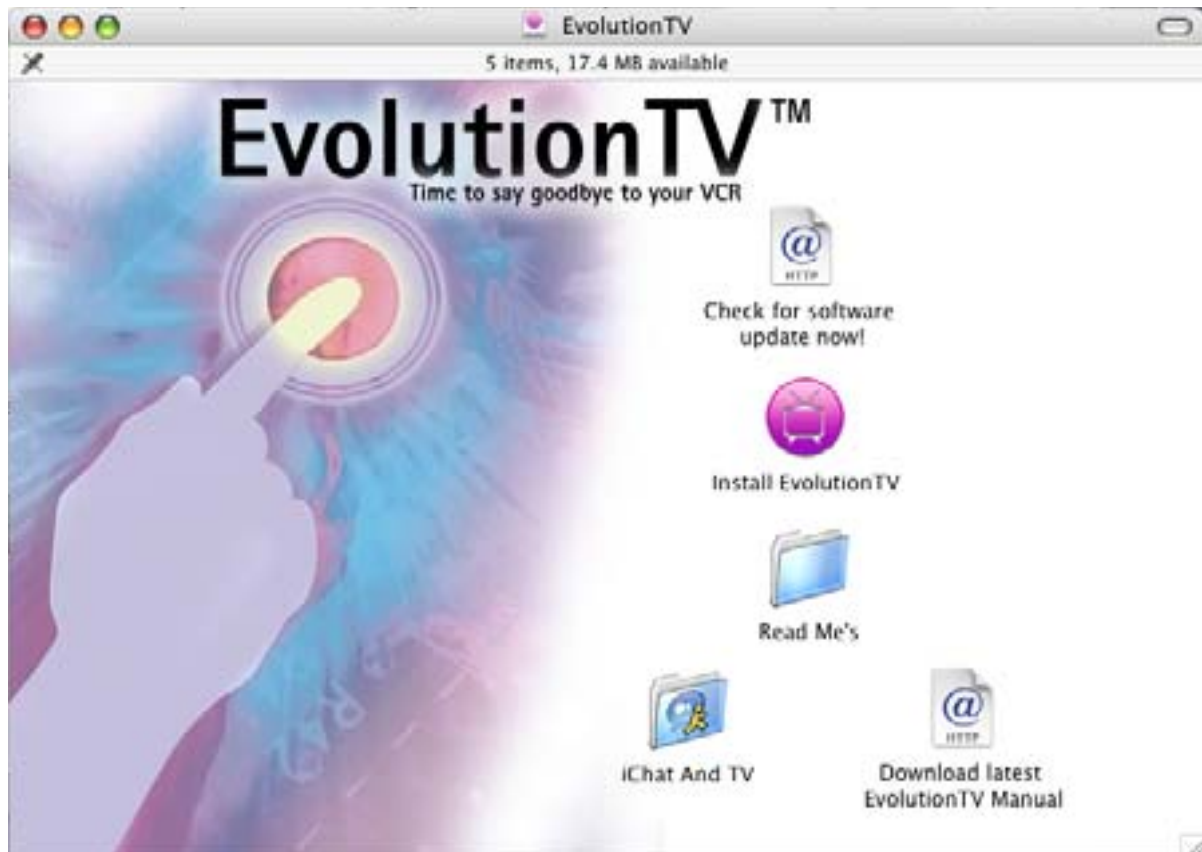 EvolutionTV
5 items, 17.4 MB available
EvolutionTV™
Time to say goodbye to your VCR
@
HTTP
Check for software
update now!
Install EvolutionTV
Read Me's
iChat And TV
@
HTTP
Download latest
EvolutionTV Manual